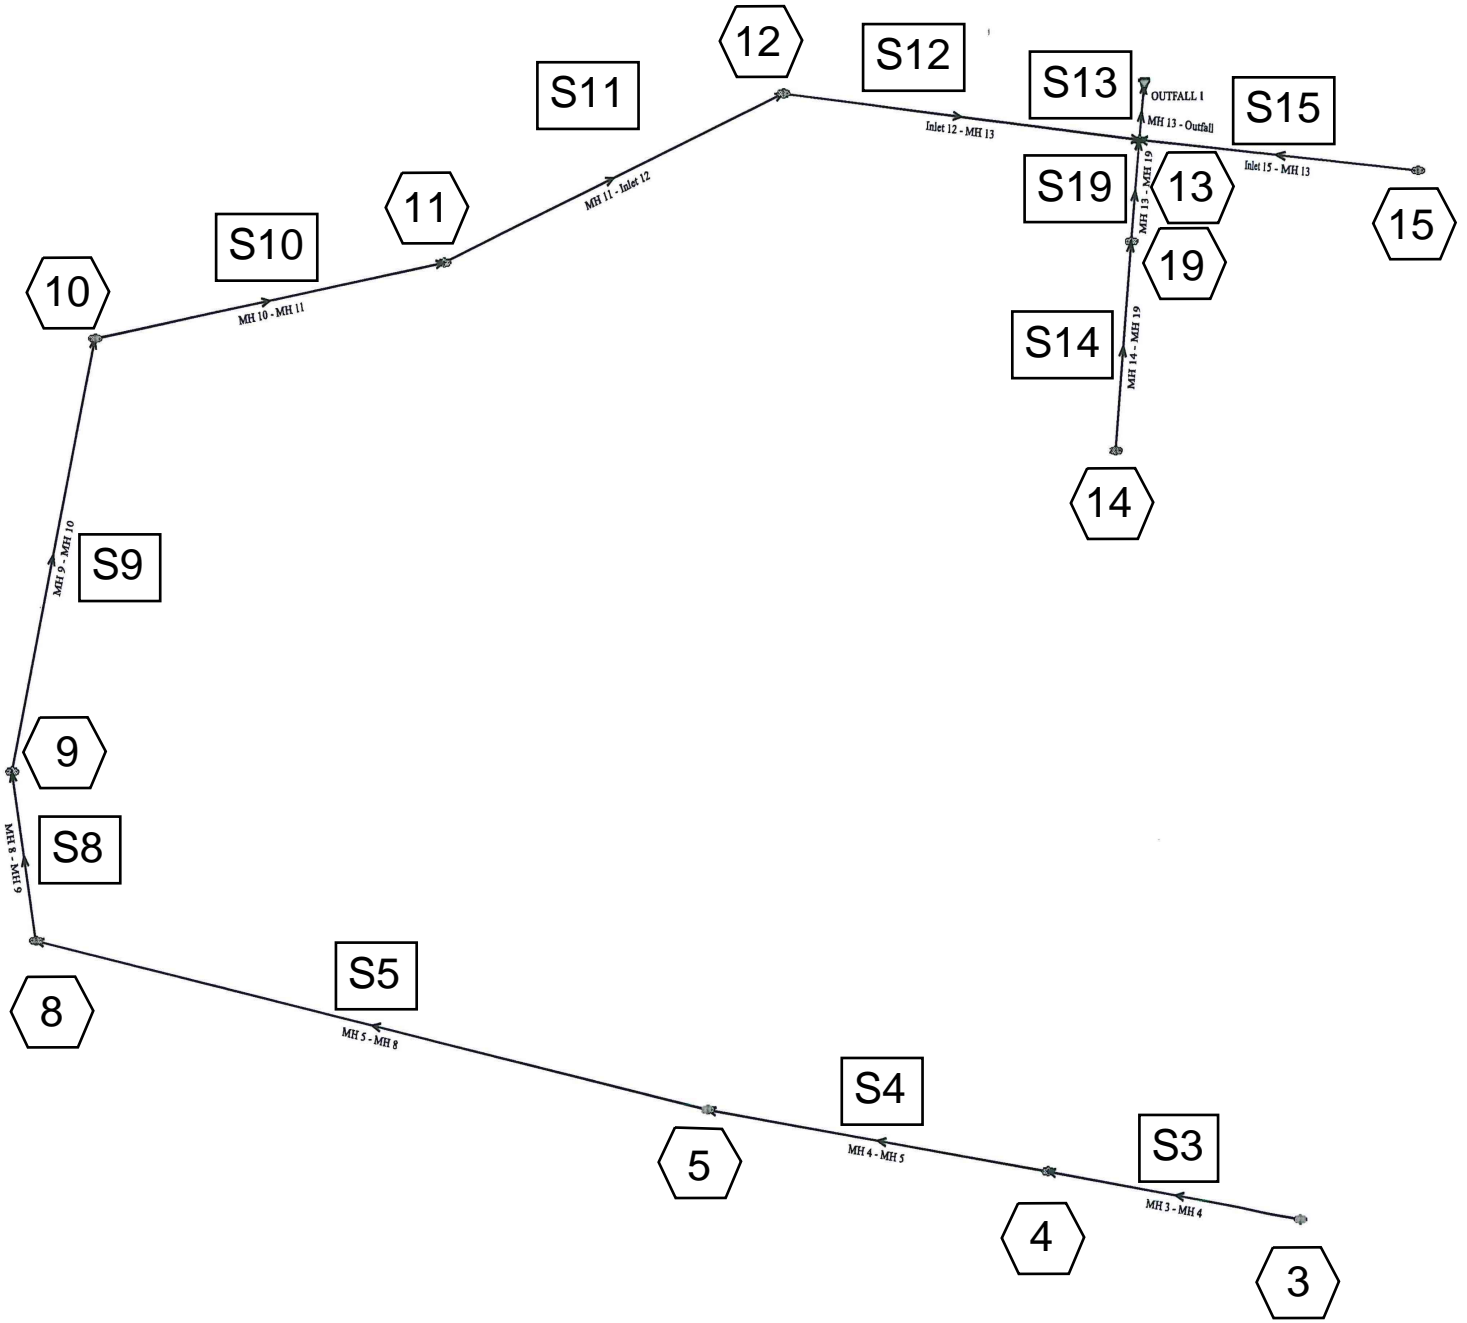 12
S12
S13
S11
OUTFALL 1
S15
MH 13 - Outfall
Inlet 12 - MH 13
Inlet 15 - MH 13
S19
13
MH 13 - MH 19
MH 11 - Inlet 12
11
15
S10
19
10
MH 10 - MH 11
S14
MH 14 - MH 19
14
MH 9 - MH 10
S9
9
S8
MH 8 - MH 9
S5
8
MH 5 - MH 8
S4
S3
MH 4 - MH 5
5
MH 3 - MH 4
4
3